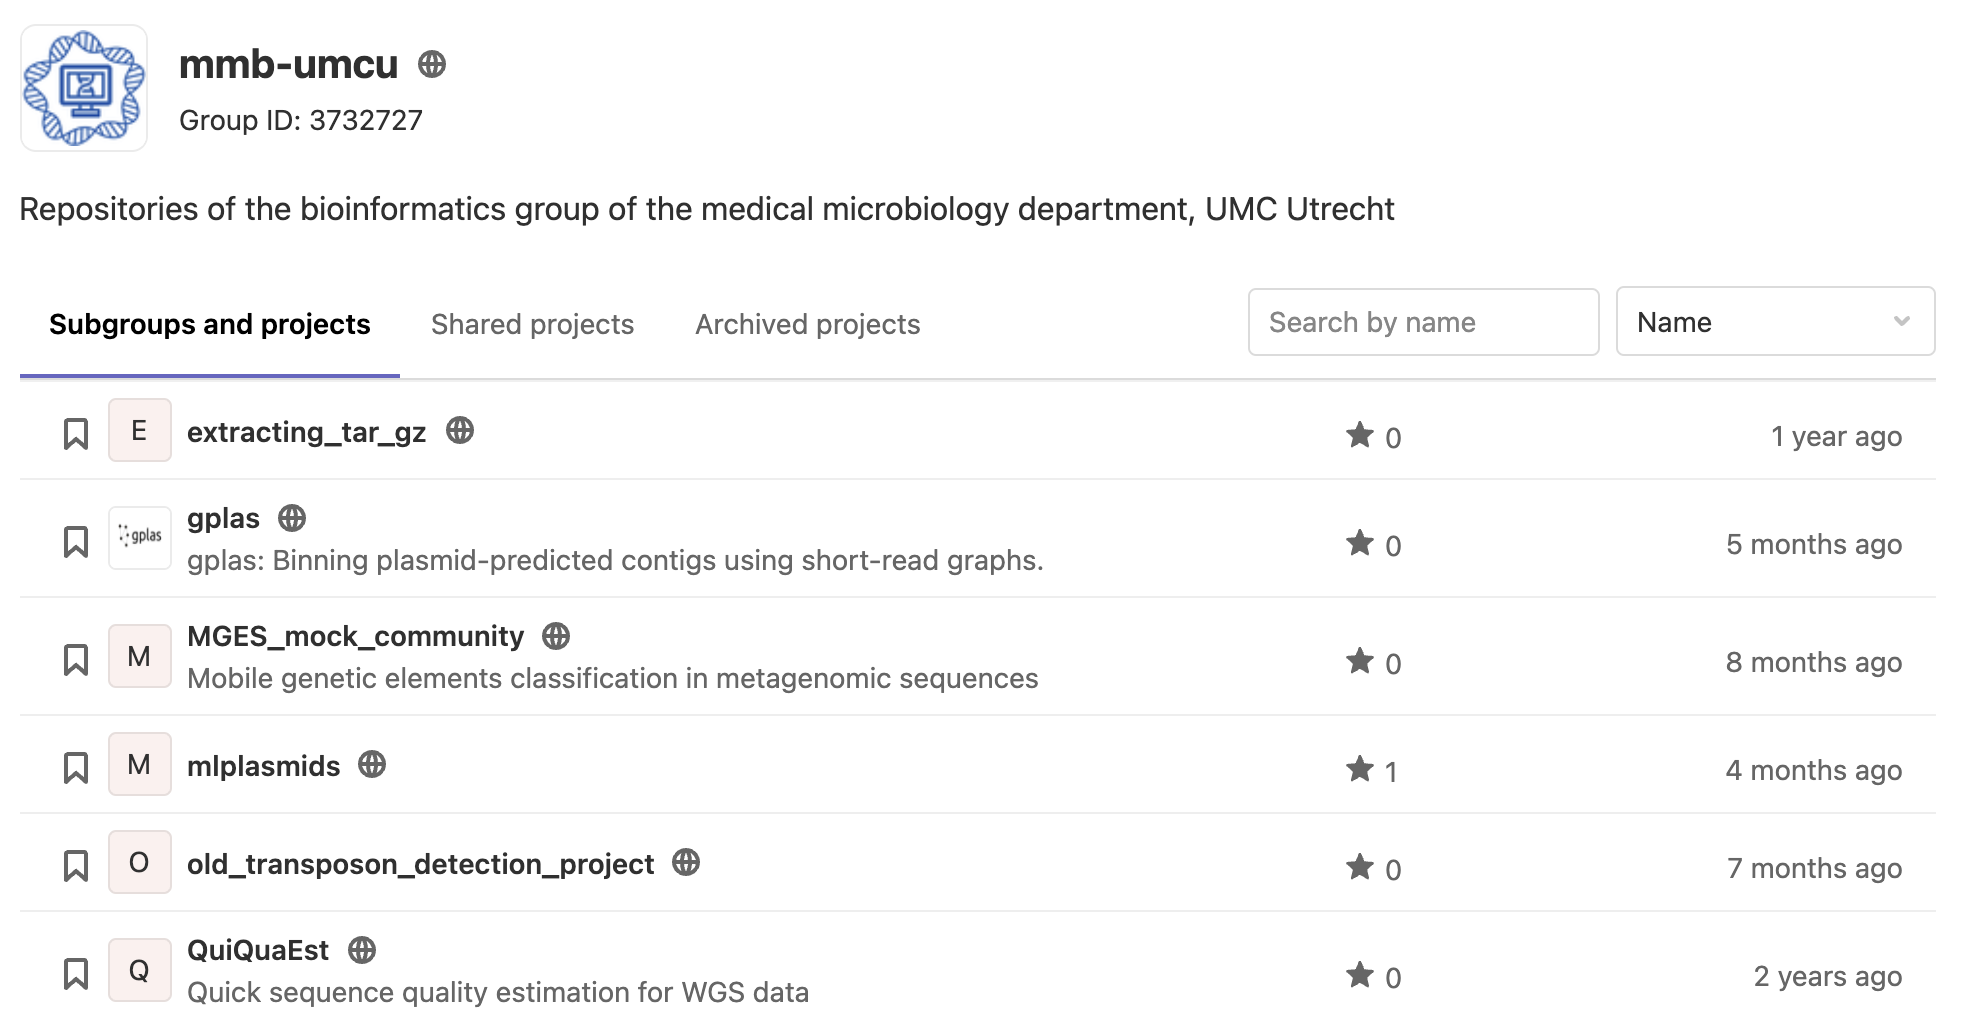 mmb-umcu
Group ID: 3732727
Repositories of the bioinformatics group of the medical microbiology department, UMC Utrecht
Subgroups and projects Shared projects Archived projects Search by name Name
E extracting_tar_gz 0 1 year ago
gplas gplas 0 5 months ago
gplas: Binning plasmid-predicted contigs using short-read graphs.
M MGES_mock_community 0 8 months ago
Mobile genetic elements classification in metagenomic sequences
M mlplasmids 1 4 months ago
O old_transposon_detection_project 0 7 months ago
Q QuiQuaEst 0 2 years ago
Quick sequence quality estimation for WGS data